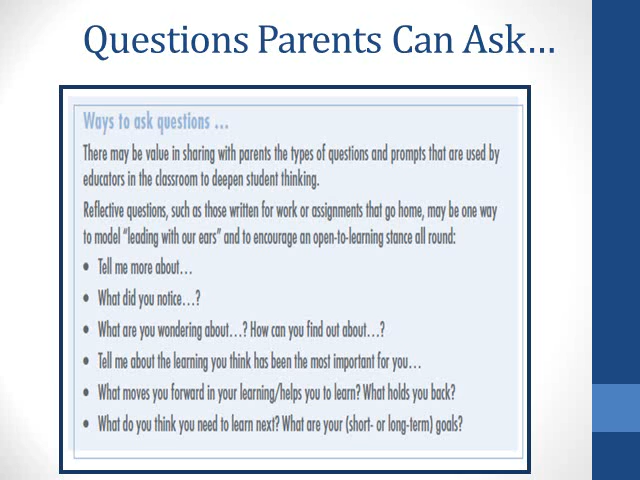 Questions Parents Can Ask…
Ways to ask questions …
There may be value in sharing with parents the types of questions and prompts that are used by
educators in the classroom to deepen student thinking.
Reflective questions, such as those written for work or assignments that go home, may be one way
to model “leading with our ears” and to encourage an open-to-learning stance all round:
• Tell me more about…
• What did you notice…?
• What are you wondering about…? How can you find out about…?
• Tell me about the learning you think has been the most important for you…
• What moves you forward in your learning/helps you to learn? What holds you back?
• What do you think you need to learn next? What are your (short- or long-term) goals?